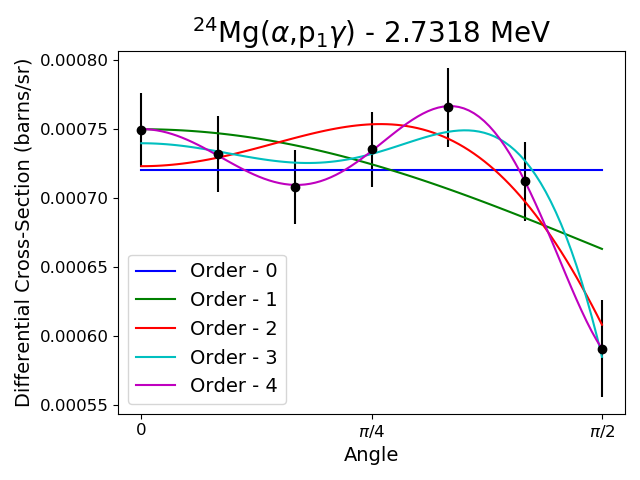 ²⁴Mg(α,p₁γ) - 2.7318 MeV
Differential Cross-Section (barns/sr)
0.00080
0.00075
0.00070
0.00065
0.00060
0.00055
Order - 0
Order - 1
Order - 2
Order - 3
Order - 4
0
π/4
π/2
Angle